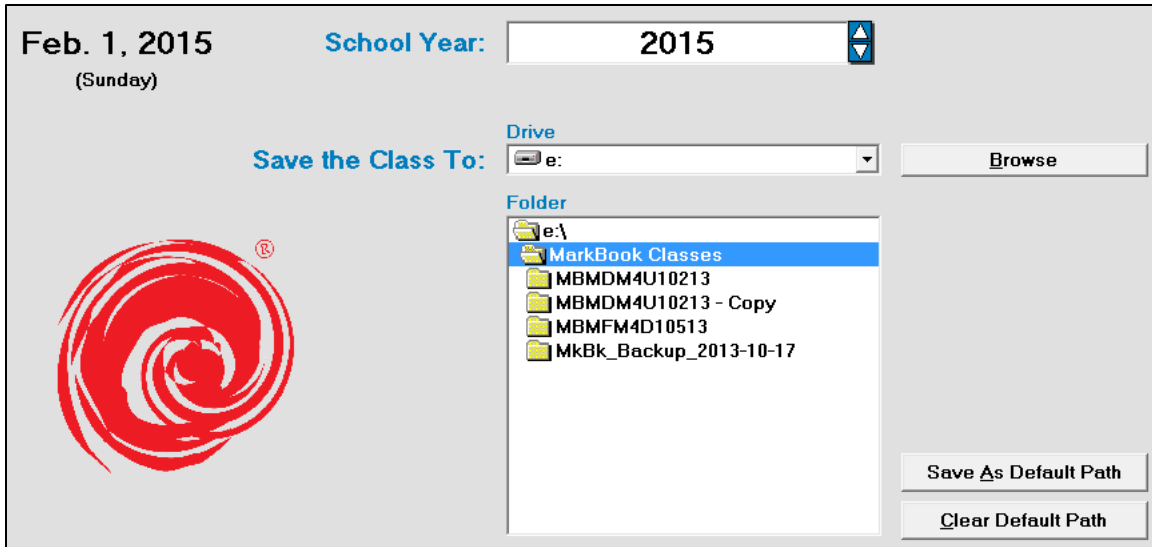 Feb. 1, 2015
(Sunday)
School Year:
2015
Drive
Save the Class To:
e:
Browse
Folder
e:\
MarkBook Classes
MBMDM4U10213
MBMDM4U10213 - Copy
MBMFM4D10513
MkBk_Backup_2013-10-17
®
Save As Default Path
Clear Default Path